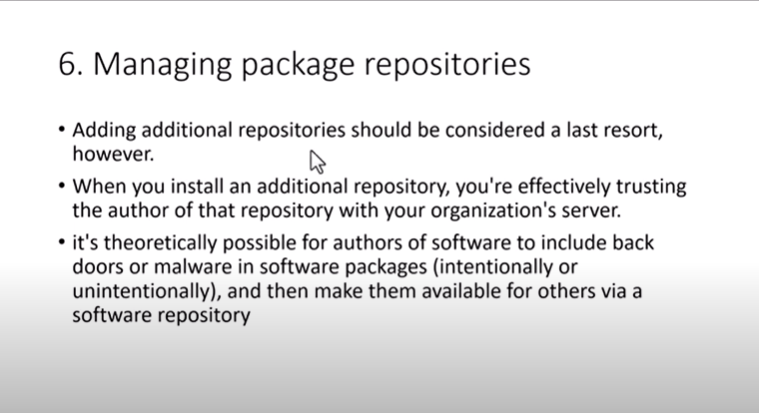 6. Managing package repositories
• Adding additional repositories should be considered a last resort,
however.
• When you install an additional repository, you're effectively trusting
the author of that repository with your organization's server.
• it's theoretically possible for authors of software to include back
doors or malware in software packages (intentionally or
unintentionally), and then make them available for others via a
software repository